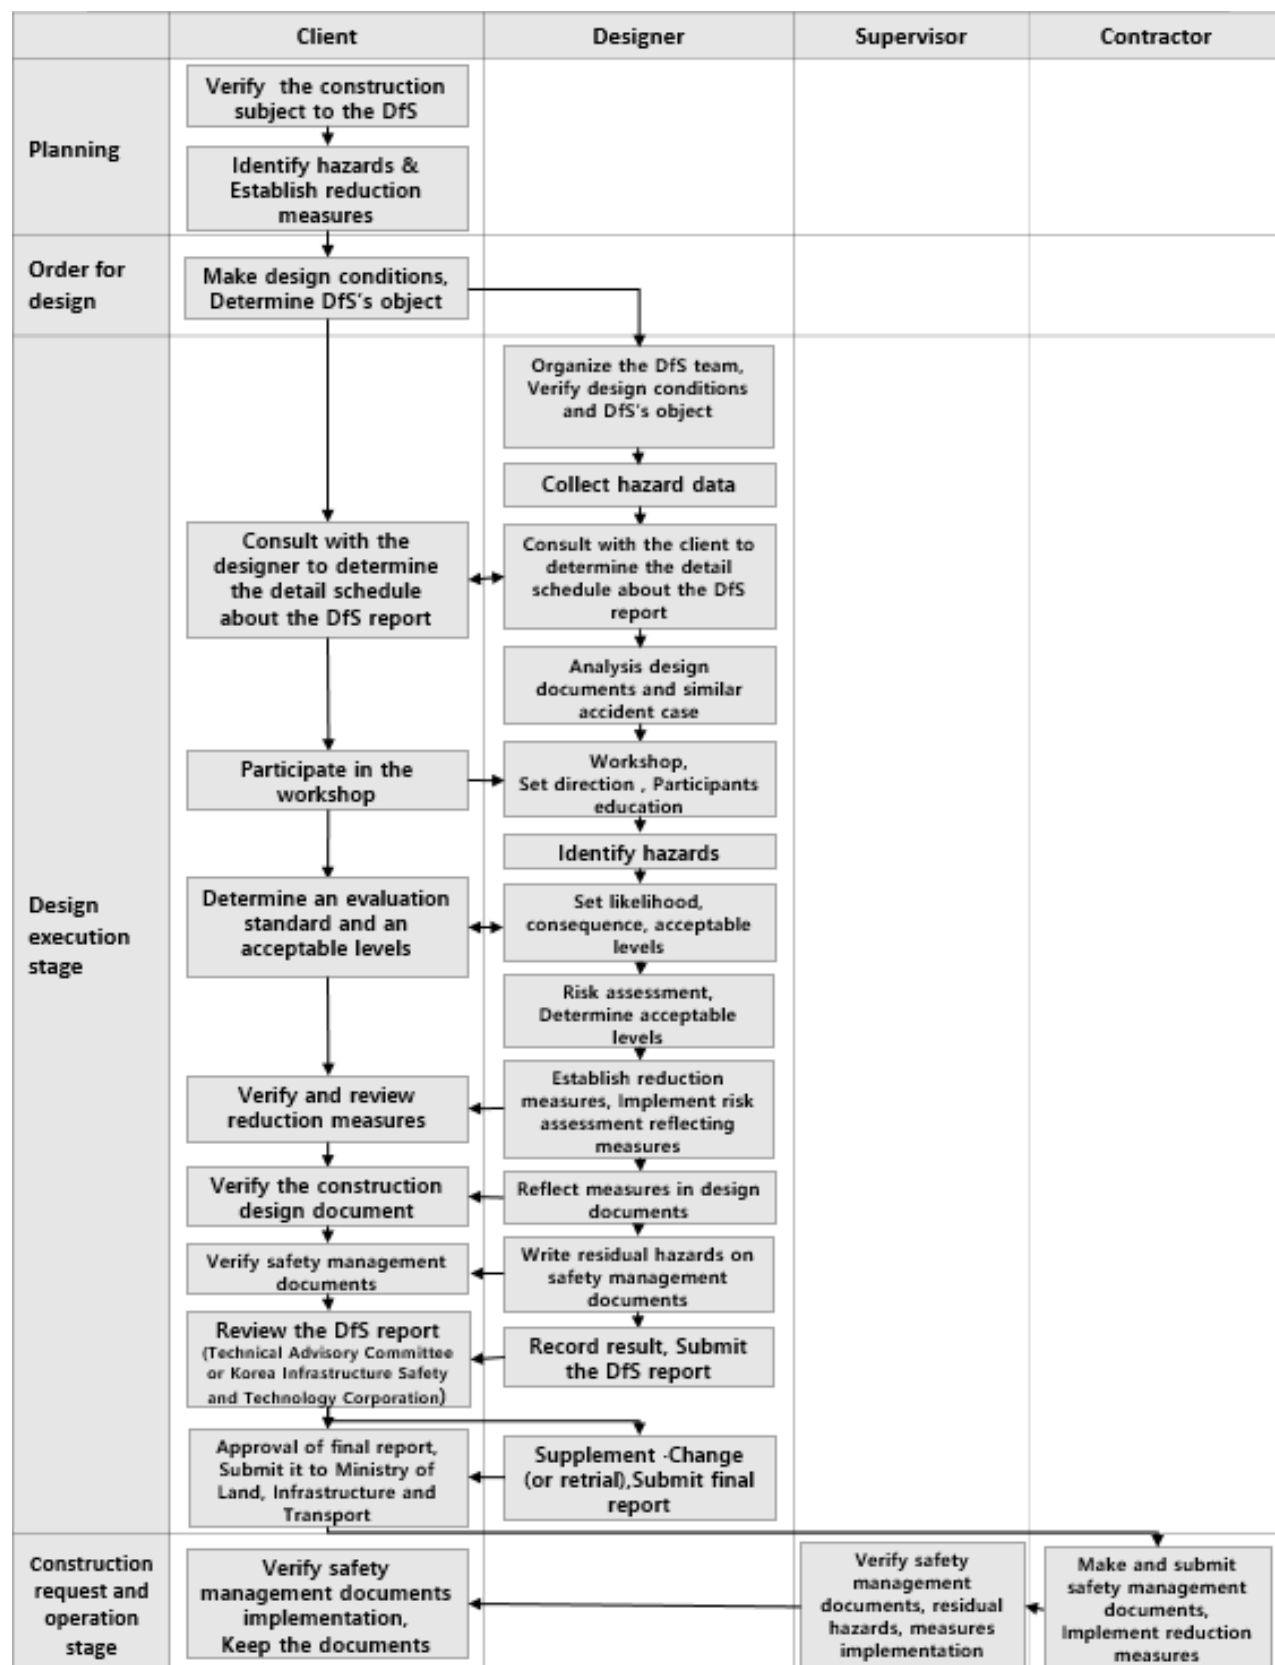 Client
Designer
Supervisor
Contractor
Planning
Verify the construction
subject to the DfS
Identify hazards &
Establish reduction
measures
Order for
design
Make design conditions,
Determine DfS's object
Design
execution
stage
Organize the DfS team,
Verify design conditions
and DfS's object
Collect hazard data
Consult with the
designer to determine
the detail schedule
about the DfS report
Consult with the client to
determine the detail
schedule about the DfS
report
Analysis design
documents and similar
accident case
Participate in the
workshop
Workshop,
Set direction , Participants
education
Identify hazards
Determine an evaluation
standard and an
acceptable levels
Set likelihood,
consequence, acceptable
levels
Risk assessment,
Determine acceptable
levels
Verify and review
reduction measures
Establish reduction
measures, Implement risk
assessment reflecting
measures
Verify the construction
design document
Reflect measures in design
documents
Verify safety management
documents
Write residual hazards on
safety management
documents
Review the DfS report
(Technical Advisory Committee
or Korea Infrastructure Safety
and Technology Corporation)
Record result, Submit
the DfS report
Approval of final report,
Submit it to Ministry of
Land, Infrastructure and
Transport
Supplement ·Change
(or retrial),Submit final
report
Construction
request and
operation
stage
Verify safety
management documents
implementation,
Keep the documents
Verify safety
management
documents, residual
hazards, measures
implementation
Make and submit
safety management
documents,
Implement reduction
measures